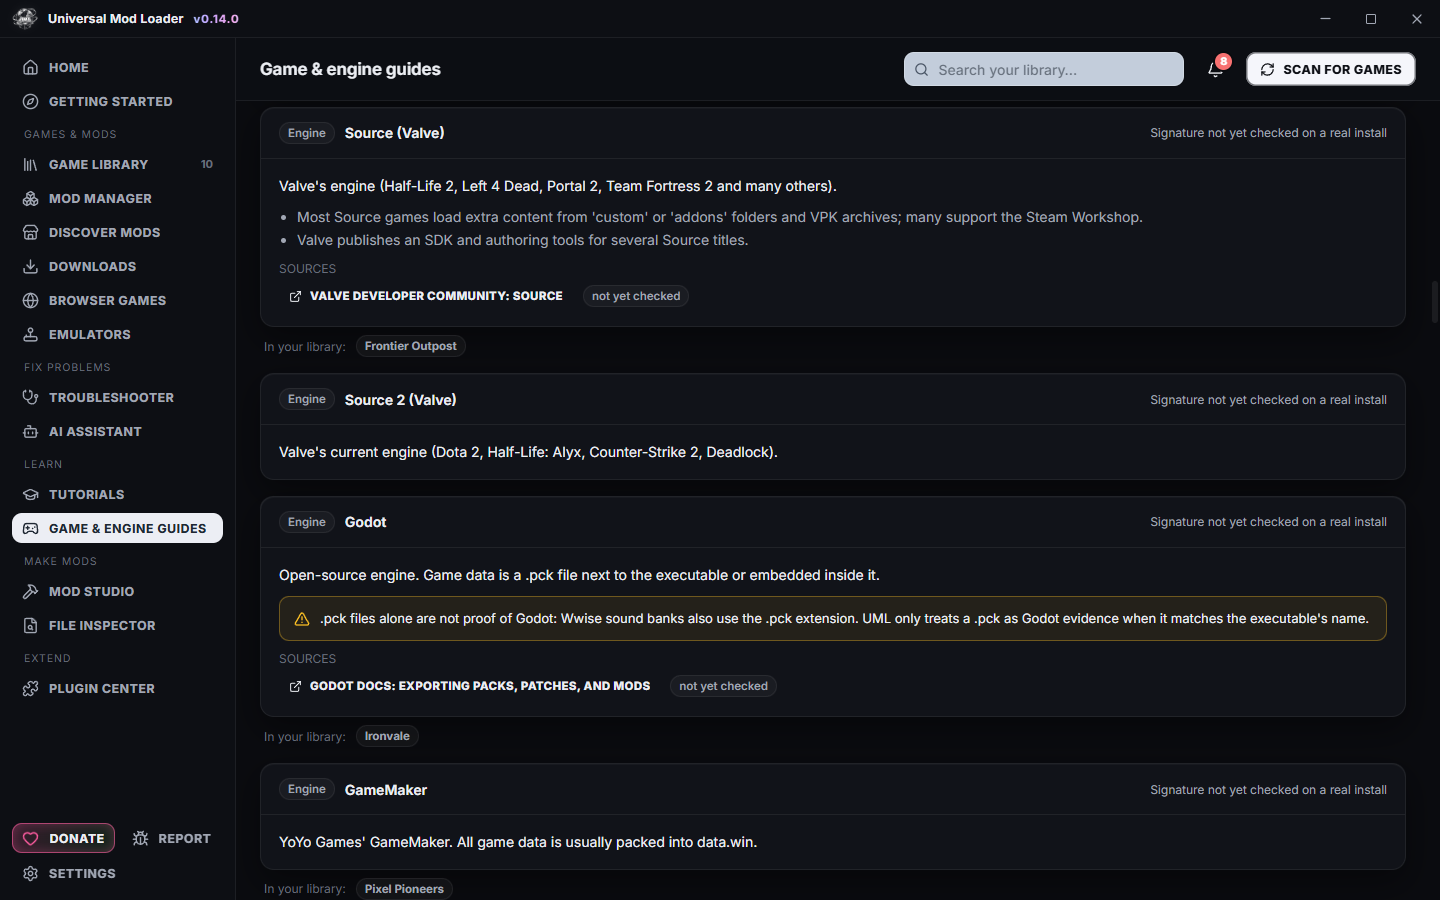 Universal Mod Loader v0.14.0
HOME
GETTING STARTED
GAMES & MODS
GAME LIBRARY 10
MOD MANAGER
DISCOVER MODS
DOWNLOADS
BROWSER GAMES
EMULATORS
FIX PROBLEMS
TROUBLESHOOTER
AI ASSISTANT
LEARN
TUTORIALS
GAME & ENGINE GUIDES
MAKE MODS
MOD STUDIO
FILE INSPECTOR
EXTEND
PLUGIN CENTER
DONATE REPORT
SETTINGS
Game & engine guides
Search your library...
8
SCAN FOR GAMES
Engine Source (Valve) Signature not yet checked on a real install
Valve's engine (Half-Life 2, Left 4 Dead, Portal 2, Team Fortress 2 and many others).
• Most Source games load extra content from 'custom' or 'addons' folders and VPK archives; many support the Steam Workshop.
• Valve publishes an SDK and authoring tools for several Source titles.
SOURCES
VALVE DEVELOPER COMMUNITY: SOURCE not yet checked
In your library: Frontier Outpost
Engine Source 2 (Valve) Signature not yet checked on a real install
Valve's current engine (Dota 2, Half-Life: Alyx, Counter-Strike 2, Deadlock).
Engine Godot Signature not yet checked on a real install
Open-source engine. Game data is a .pck file next to the executable or embedded inside it.
.pck files alone are not proof of Godot: Wwise sound banks also use the .pck extension. UML only treats a .pck as Godot evidence when it matches the executable's name.
SOURCES
GODOT DOCS: EXPORTING PACKS, PATCHES, AND MODS not yet checked
In your library: Ironvale
Engine GameMaker Signature not yet checked on a real install
YoYo Games' GameMaker. All game data is usually packed into data.win.
In your library: Pixel Pioneers